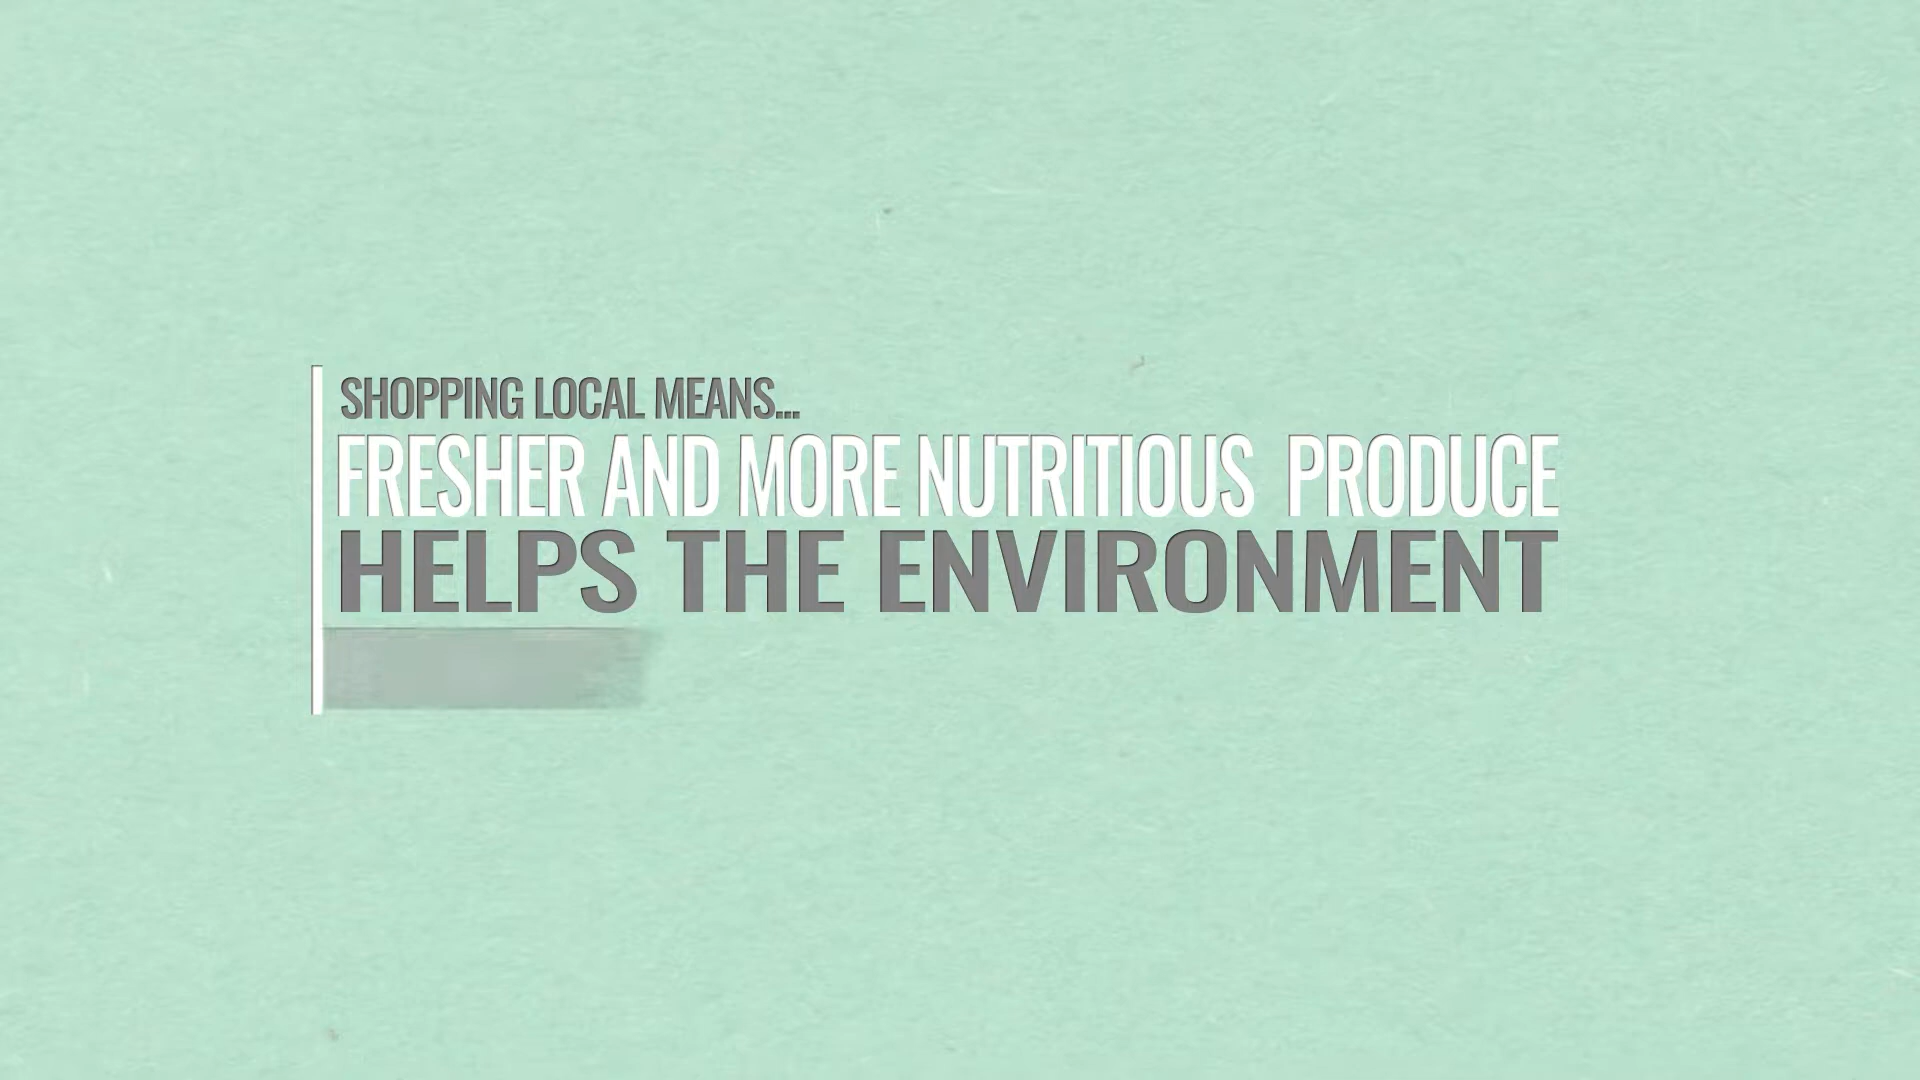 SHOPPING LOCAL MEANS...
FRESHER AND MORE NUTRITIOUS PRODUCE
HELPS THE ENVIRONMENT